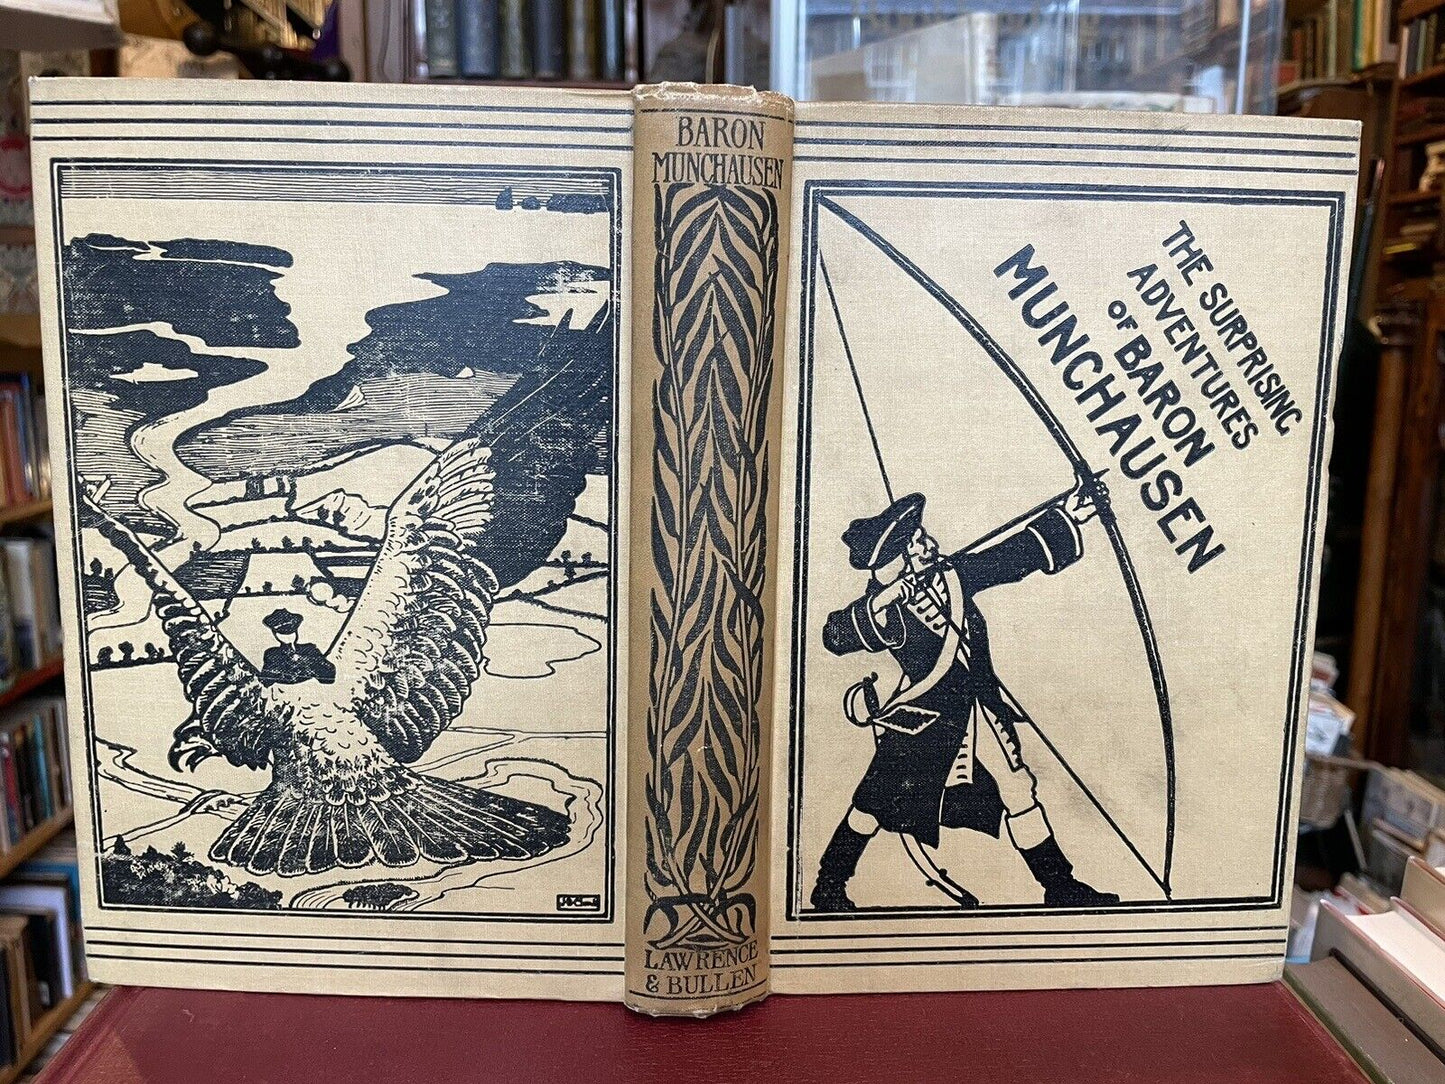 BARON
MUNCHAUSEN
LAWRENCE
& BULLEN
THE SURPRISING
ADVENTURES
OF BARON
MUNCHAUSEN